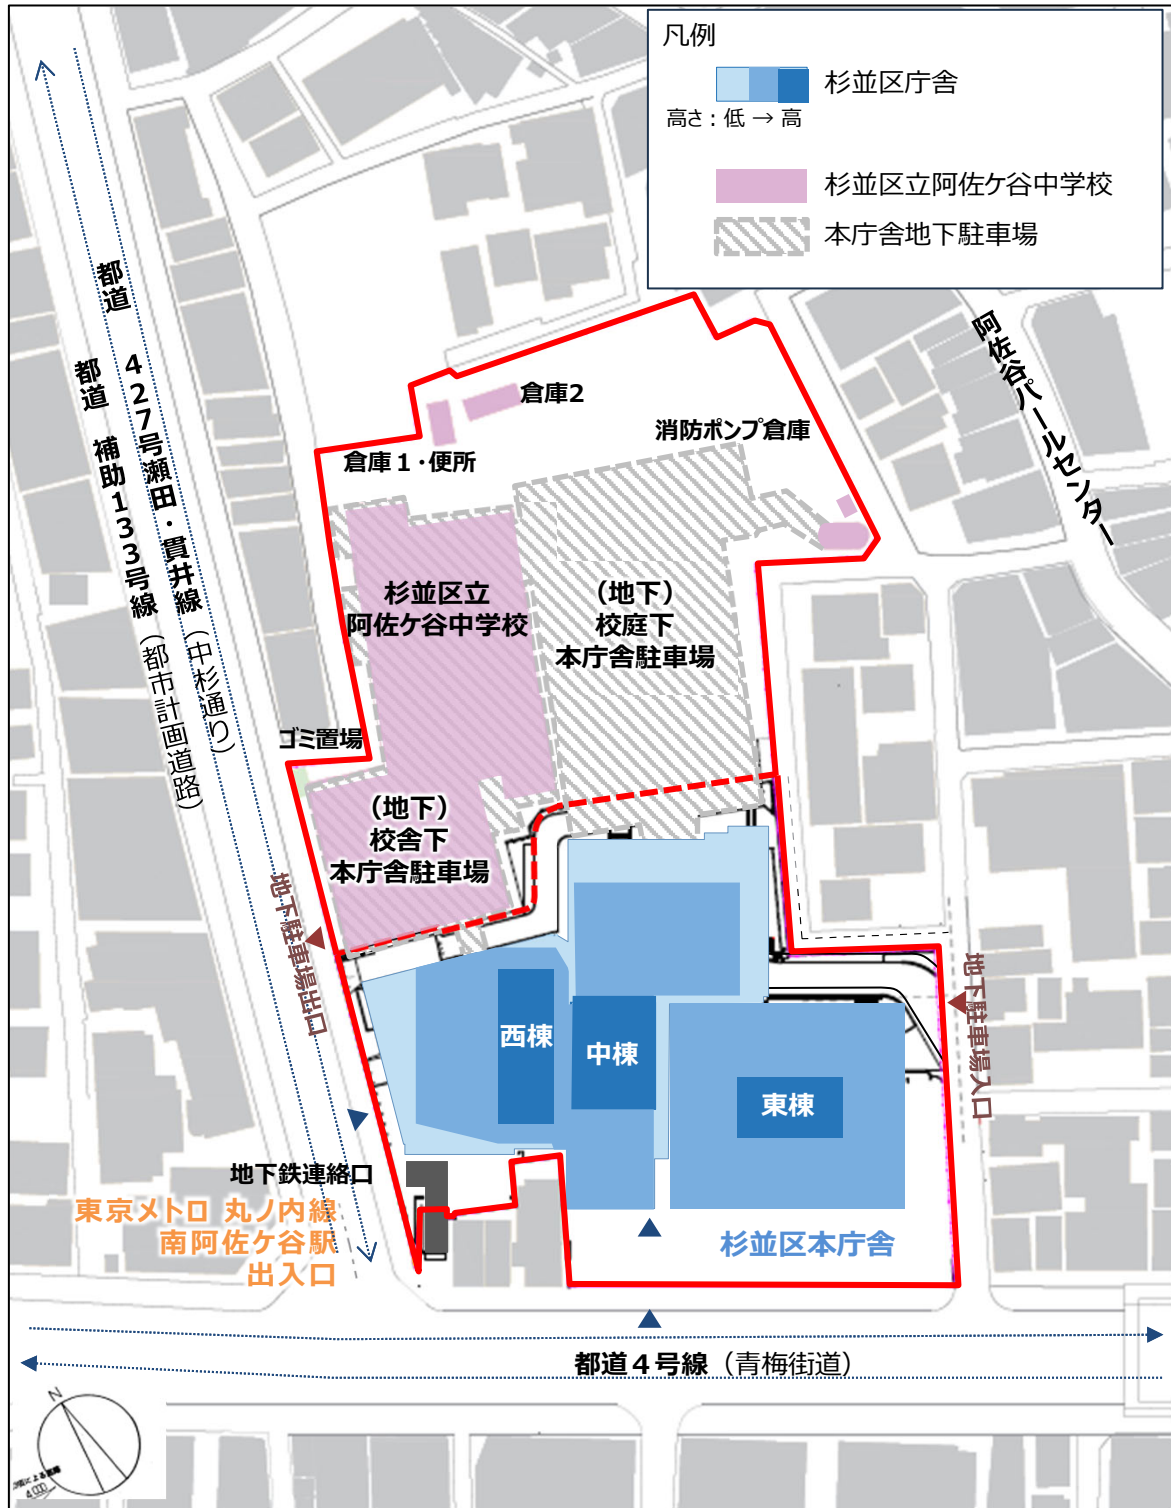 凡例
杉並区庁舎
高さ：低 → 高
杉並区立阿佐ケ谷中学校
本庁舎地下駐車場
都道 427号瀬田・貫井線（中杉通り）
都道 補助133号線（都市計画道路）
阿佐谷パールセンター
倉庫2
倉庫１・便所
消防ポンプ倉庫
杉並区立
阿佐ケ谷中学校
（地下）
校庭下
本庁舎駐車場
ゴミ置場
（地下）
校舎下
本庁舎駐車場
地下駐車場出口
地下駐車場入口
西棟
中棟
東棟
地下鉄連絡口
東京メトロ 丸ノ内線
南阿佐ケ谷駅
出入口
杉並区本庁舎
都道４号線（青梅街道）
N